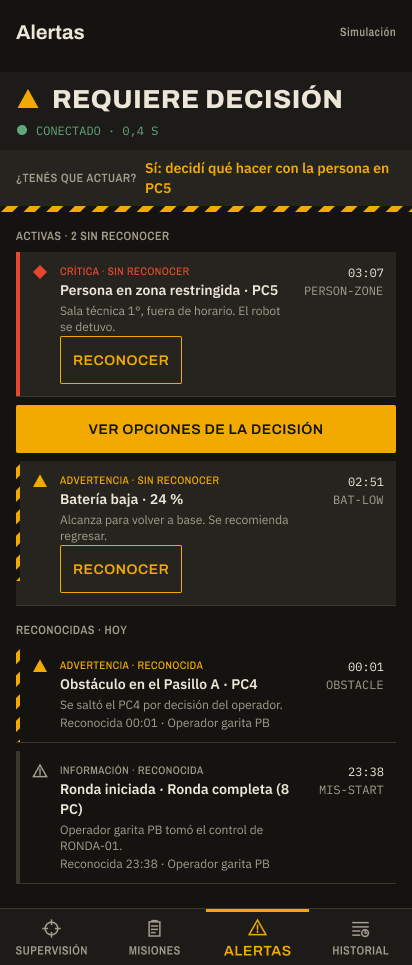 Alertas
Simulación
REQUIERE DECISIÓN
CONECTADO · 0,4 S
¿TENÉS QUE ACTUAR?
Sí: decidí qué hacer con la persona en
PC5
ACTIVAS · 2 SIN RECONOCER
CRÍTICA · SIN RECONOCER
03:07
Persona en zona restringida · PC5
PERSON-ZONE
Sala técnica 1°, fuera de horario. El robot
se detuvo.
RECONOCER
VER OPCIONES DE LA DECISIÓN
ADVERTENCIA · SIN RECONOCER
02:51
Batería baja · 24 %
BAT-LOW
Alcanza para volver a base. Se recomienda
regresar.
RECONOCER
RECONOCIDAS · HOY
ADVERTENCIA · RECONOCIDA
00:01
Obstáculo en el Pasillo A · PC4
OBSTACLE
Se saltó el PC4 por decisión del operador.
Reconocida 00:01 · Operador garita PB
INFORMACIÓN · RECONOCIDA
23:38
Ronda iniciada · Ronda completa (8
PC)
MIS-START
Operador garita PB tomó el control de
RONDA-01.
Reconocida 23:38 · Operador garita PB
SUPERVISIÓN
MISIONES
ALERTAS
HISTORIAL